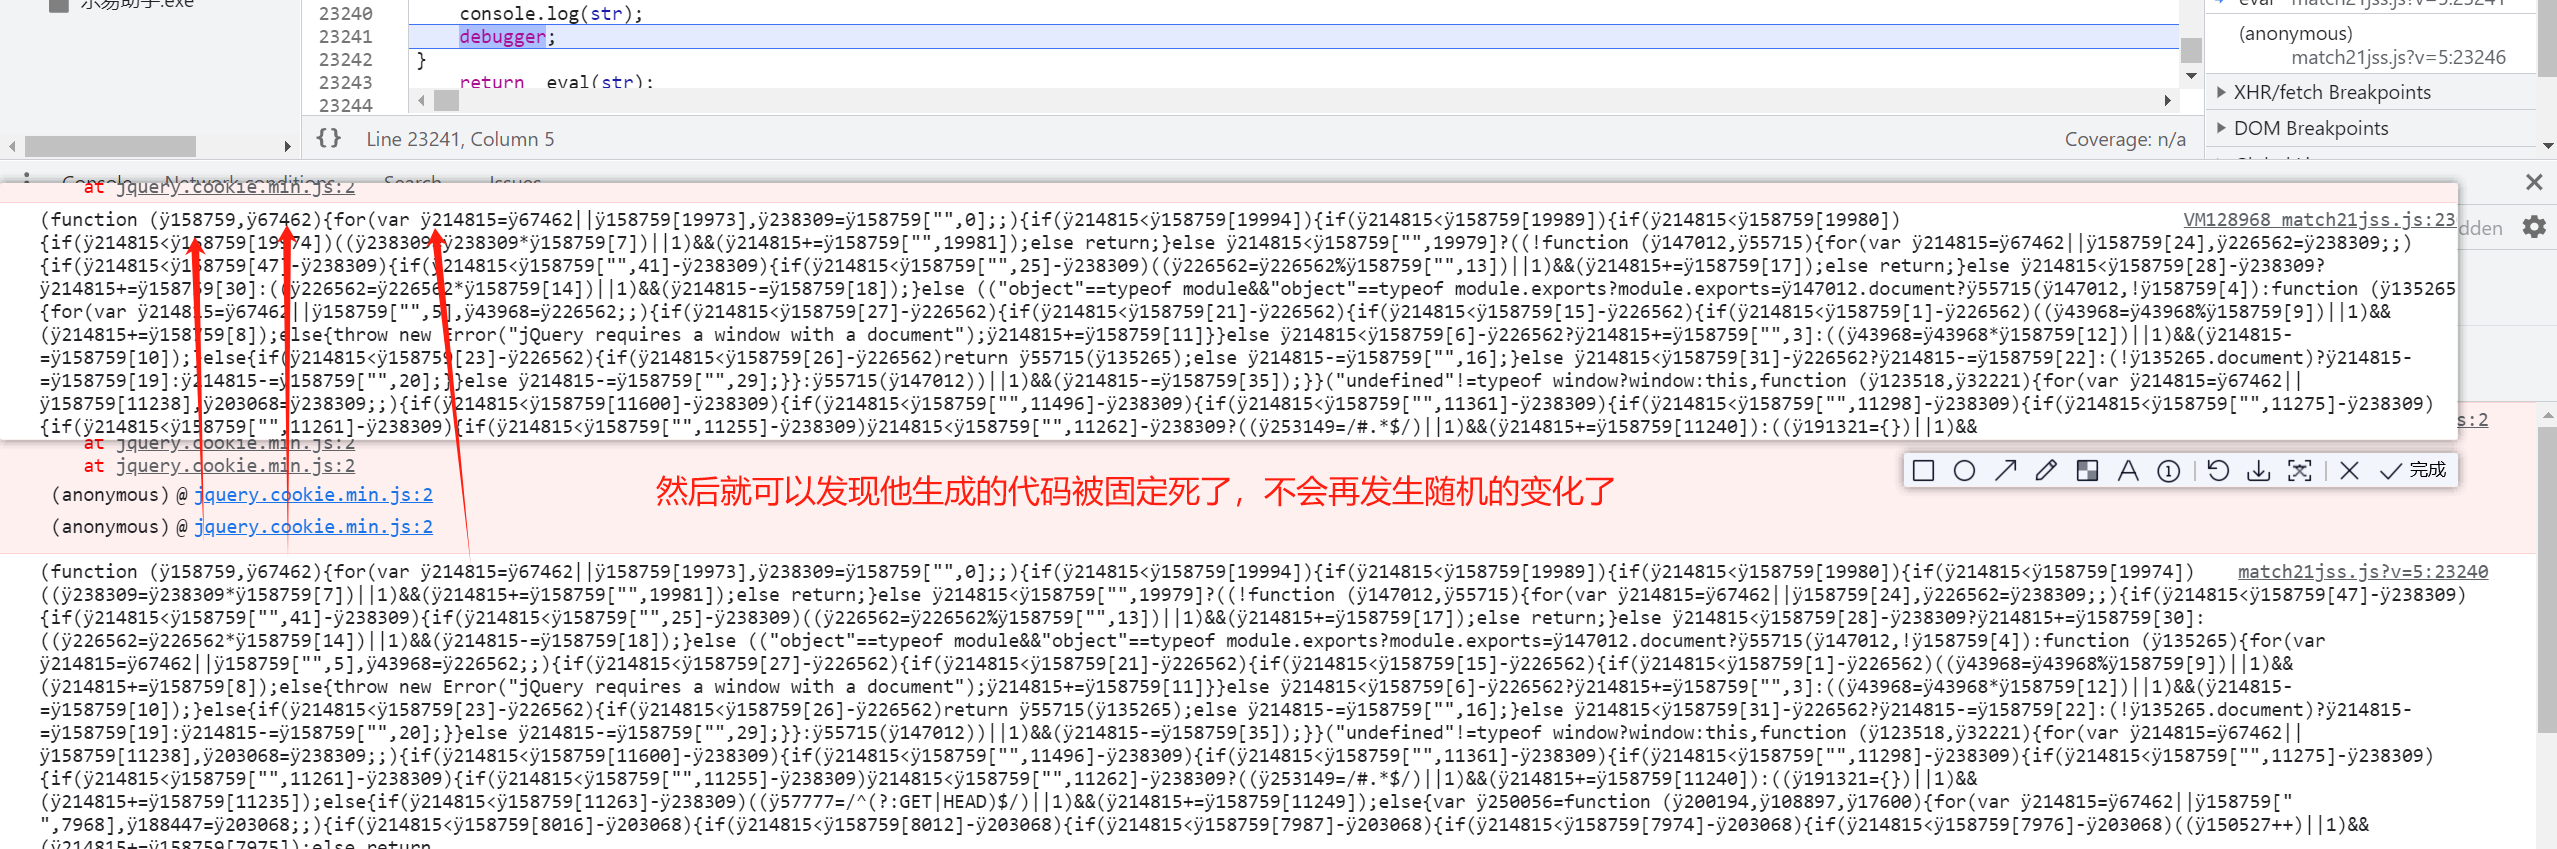 乐易助手.exe
23240 console.log(str);
23241 debugger;
23242 }
23243 return _eval(str);
23244
{} Line 23241, Column 5 Coverage: n/a
eval match21jss.js?v=5:23241
(anonymous)
match21jss.js?v=5:23246
XHR/fetch Breakpoints
DOM Breakpoints
Console Network conditions Search Issues
at jquery.cookie.min.js:2
(function (ÿ158759,ÿ67462){for(var ÿ214815=ÿ67462||ÿ158759[19973],ÿ238309=ÿ158759["",0];;){if(ÿ214815<ÿ158759[19994]){if(ÿ214815<ÿ158759[19989]){if(ÿ214815<ÿ158759[19980]) VM128968 match21jss.js:23
{if(ÿ214815<ÿ158759[19974])((ÿ238309=ÿ238309*ÿ158759[7])||1)&&(ÿ214815+=ÿ158759["",19981]);else return;}else ÿ214815<ÿ158759["",19979]?((!function (ÿ147012,ÿ55715){for(var ÿ214815=ÿ67462||ÿ158759[24],ÿ226562=ÿ238309;;) dden
{if(ÿ214815<ÿ158759[47]-ÿ238309){if(ÿ214815<ÿ158759["",41]-ÿ238309){if(ÿ214815<ÿ158759["",25]-ÿ238309)((ÿ226562=ÿ226562%ÿ158759["",13])||1)&&(ÿ214815+=ÿ158759[17]);else return;}else ÿ214815<ÿ158759[28]-ÿ238309?
ÿ214815+=ÿ158759[30]:((ÿ226562=ÿ226562*ÿ158759[14])||1)&&(ÿ214815-=ÿ158759[18]);}else (("object"==typeof module&&"object"==typeof module.exports?module.exports=ÿ147012.document?ÿ55715(ÿ147012,!ÿ158759[4]):function (ÿ135265
{for(var ÿ214815=ÿ67462||ÿ158759["",5],ÿ43968=ÿ226562;;){if(ÿ214815<ÿ158759[27]-ÿ226562){if(ÿ214815<ÿ158759[21]-ÿ226562){if(ÿ214815<ÿ158759[15]-ÿ226562){if(ÿ214815<ÿ158759[1]-ÿ226562)((ÿ43968=ÿ43968%ÿ158759[9])||1)&&
(ÿ214815+=ÿ158759[8]);else{throw new Error("jQuery requires a window with a document");ÿ214815+=ÿ158759[11]}}else ÿ214815<ÿ158759[6]-ÿ226562?ÿ214815+=ÿ158759["",3]:((ÿ43968=ÿ43968*ÿ158759[12])||1)&&(ÿ214815-
=ÿ158759[10]);}else{if(ÿ214815<ÿ158759[23]-ÿ226562){if(ÿ214815<ÿ158759[26]-ÿ226562)return ÿ55715(ÿ135265);else ÿ214815-=ÿ158759["",16];}else ÿ214815<ÿ158759[31]-ÿ226562?ÿ214815-=ÿ158759[22]:(!ÿ135265.document)?ÿ214815-
=ÿ158759[19]:ÿ214815-=ÿ158759["",20];}}else ÿ214815-=ÿ158759["",29];}}:ÿ55715(ÿ147012))||1)&&(ÿ214815-=ÿ158759[35]);}}("undefined"!=typeof window?window:this,function (ÿ123518,ÿ32221){for(var ÿ214815=ÿ67462||
ÿ158759[11238],ÿ203068=ÿ238309;;){if(ÿ214815<ÿ158759[11600]-ÿ238309){if(ÿ214815<ÿ158759["",11496]-ÿ238309){if(ÿ214815<ÿ158759["",11361]-ÿ238309){if(ÿ214815<ÿ158759["",11298]-ÿ238309){if(ÿ214815<ÿ158759["",11275]-ÿ238309)
{if(ÿ214815<ÿ158759["",11261]-ÿ238309){if(ÿ214815<ÿ158759["",11255]-ÿ238309)ÿ214815<ÿ158759["",11262]-ÿ238309?((ÿ253149=/#.*$/)||1)&&(ÿ214815+=ÿ158759[11240]):((ÿ191321={})||1)&& s:2
at jquery.cookie.min.js:2
at jquery.cookie.min.js:2
完成
(anonymous) @ jquery.cookie.min.js:2
然后就可以发现他生成的代码被固定死了，不会再发生随机的变化了
(anonymous) @ jquery.cookie.min.js:2
(function (ÿ158759,ÿ67462){for(var ÿ214815=ÿ67462||ÿ158759[19973],ÿ238309=ÿ158759["",0];;){if(ÿ214815<ÿ158759[19994]){if(ÿ214815<ÿ158759[19989]){if(ÿ214815<ÿ158759[19980]){if(ÿ214815<ÿ158759[19974]) match21jss.js?v=5:23240
((ÿ238309=ÿ238309*ÿ158759[7])||1)&&(ÿ214815+=ÿ158759["",19981]);else return;}else ÿ214815<ÿ158759["",19979]?((!function (ÿ147012,ÿ55715){for(var ÿ214815=ÿ67462||ÿ158759[24],ÿ226562=ÿ238309;;){if(ÿ214815<ÿ158759[47]-ÿ238309)
{if(ÿ214815<ÿ158759["",41]-ÿ238309){if(ÿ214815<ÿ158759["",25]-ÿ238309)((ÿ226562=ÿ226562%ÿ158759["",13])||1)&&(ÿ214815+=ÿ158759[17]);else return;}else ÿ214815<ÿ158759[28]-ÿ238309?ÿ214815+=ÿ158759[30]:
((ÿ226562=ÿ226562*ÿ158759[14])||1)&&(ÿ214815-=ÿ158759[18]);}else (("object"==typeof module&&"object"==typeof module.exports?module.exports=ÿ147012.document?ÿ55715(ÿ147012,!ÿ158759[4]):function (ÿ135265){for(var
ÿ214815=ÿ67462||ÿ158759["",5],ÿ43968=ÿ226562;;){if(ÿ214815<ÿ158759[27]-ÿ226562){if(ÿ214815<ÿ158759[21]-ÿ226562){if(ÿ214815<ÿ158759[15]-ÿ226562){if(ÿ214815<ÿ158759[1]-ÿ226562)((ÿ43968=ÿ43968%ÿ158759[9])||1)&&
(ÿ214815+=ÿ158759[8]);else{throw new Error("jQuery requires a window with a document");ÿ214815+=ÿ158759[11]}}else ÿ214815<ÿ158759[6]-ÿ226562?ÿ214815+=ÿ158759["",3]:((ÿ43968=ÿ43968*ÿ158759[12])||1)&&(ÿ214815-
=ÿ158759[10]);}else{if(ÿ214815<ÿ158759[23]-ÿ226562){if(ÿ214815<ÿ158759[26]-ÿ226562)return ÿ55715(ÿ135265);else ÿ214815-=ÿ158759["",16];}else ÿ214815<ÿ158759[31]-ÿ226562?ÿ214815-=ÿ158759[22]:(!ÿ135265.document)?ÿ214815-
=ÿ158759[19]:ÿ214815-=ÿ158759["",20];}}else ÿ214815-=ÿ158759["",29];}}:ÿ55715(ÿ147012))||1)&&(ÿ214815-=ÿ158759[35]);}}("undefined"!=typeof window?window:this,function (ÿ123518,ÿ32221){for(var ÿ214815=ÿ67462||
ÿ158759[11238],ÿ203068=ÿ238309;;){if(ÿ214815<ÿ158759[11600]-ÿ238309){if(ÿ214815<ÿ158759["",11496]-ÿ238309){if(ÿ214815<ÿ158759["",11361]-ÿ238309){if(ÿ214815<ÿ158759["",11298]-ÿ238309){if(ÿ214815<ÿ158759["",11275]-ÿ238309)
{if(ÿ214815<ÿ158759["",11261]-ÿ238309){if(ÿ214815<ÿ158759["",11255]-ÿ238309)ÿ214815<ÿ158759["",11262]-ÿ238309?((ÿ253149=/#.*$/)||1)&&(ÿ214815+=ÿ158759[11240]):((ÿ191321={})||1)&&
(ÿ214815+=ÿ158759[11235]);else{if(ÿ214815<ÿ158759[11263]-ÿ238309)((ÿ57777=/^(?:GET|HEAD)$/)||1)&&(ÿ214815+=ÿ158759[11249]);else{var ÿ250056=function (ÿ200194,ÿ108897,ÿ17600){for(var ÿ214815=ÿ67462||ÿ158759["
",7968],ÿ188447=ÿ203068;;){if(ÿ214815<ÿ158759[8016]-ÿ203068){if(ÿ214815<ÿ158759[8012]-ÿ203068){if(ÿ214815<ÿ158759[7987]-ÿ203068){if(ÿ214815<ÿ158759[7974]-ÿ203068){if(ÿ214815<ÿ158759[7976]-ÿ203068)((ÿ150527++)||1)&&
(ÿ214815+=ÿ158759[7975]);else return